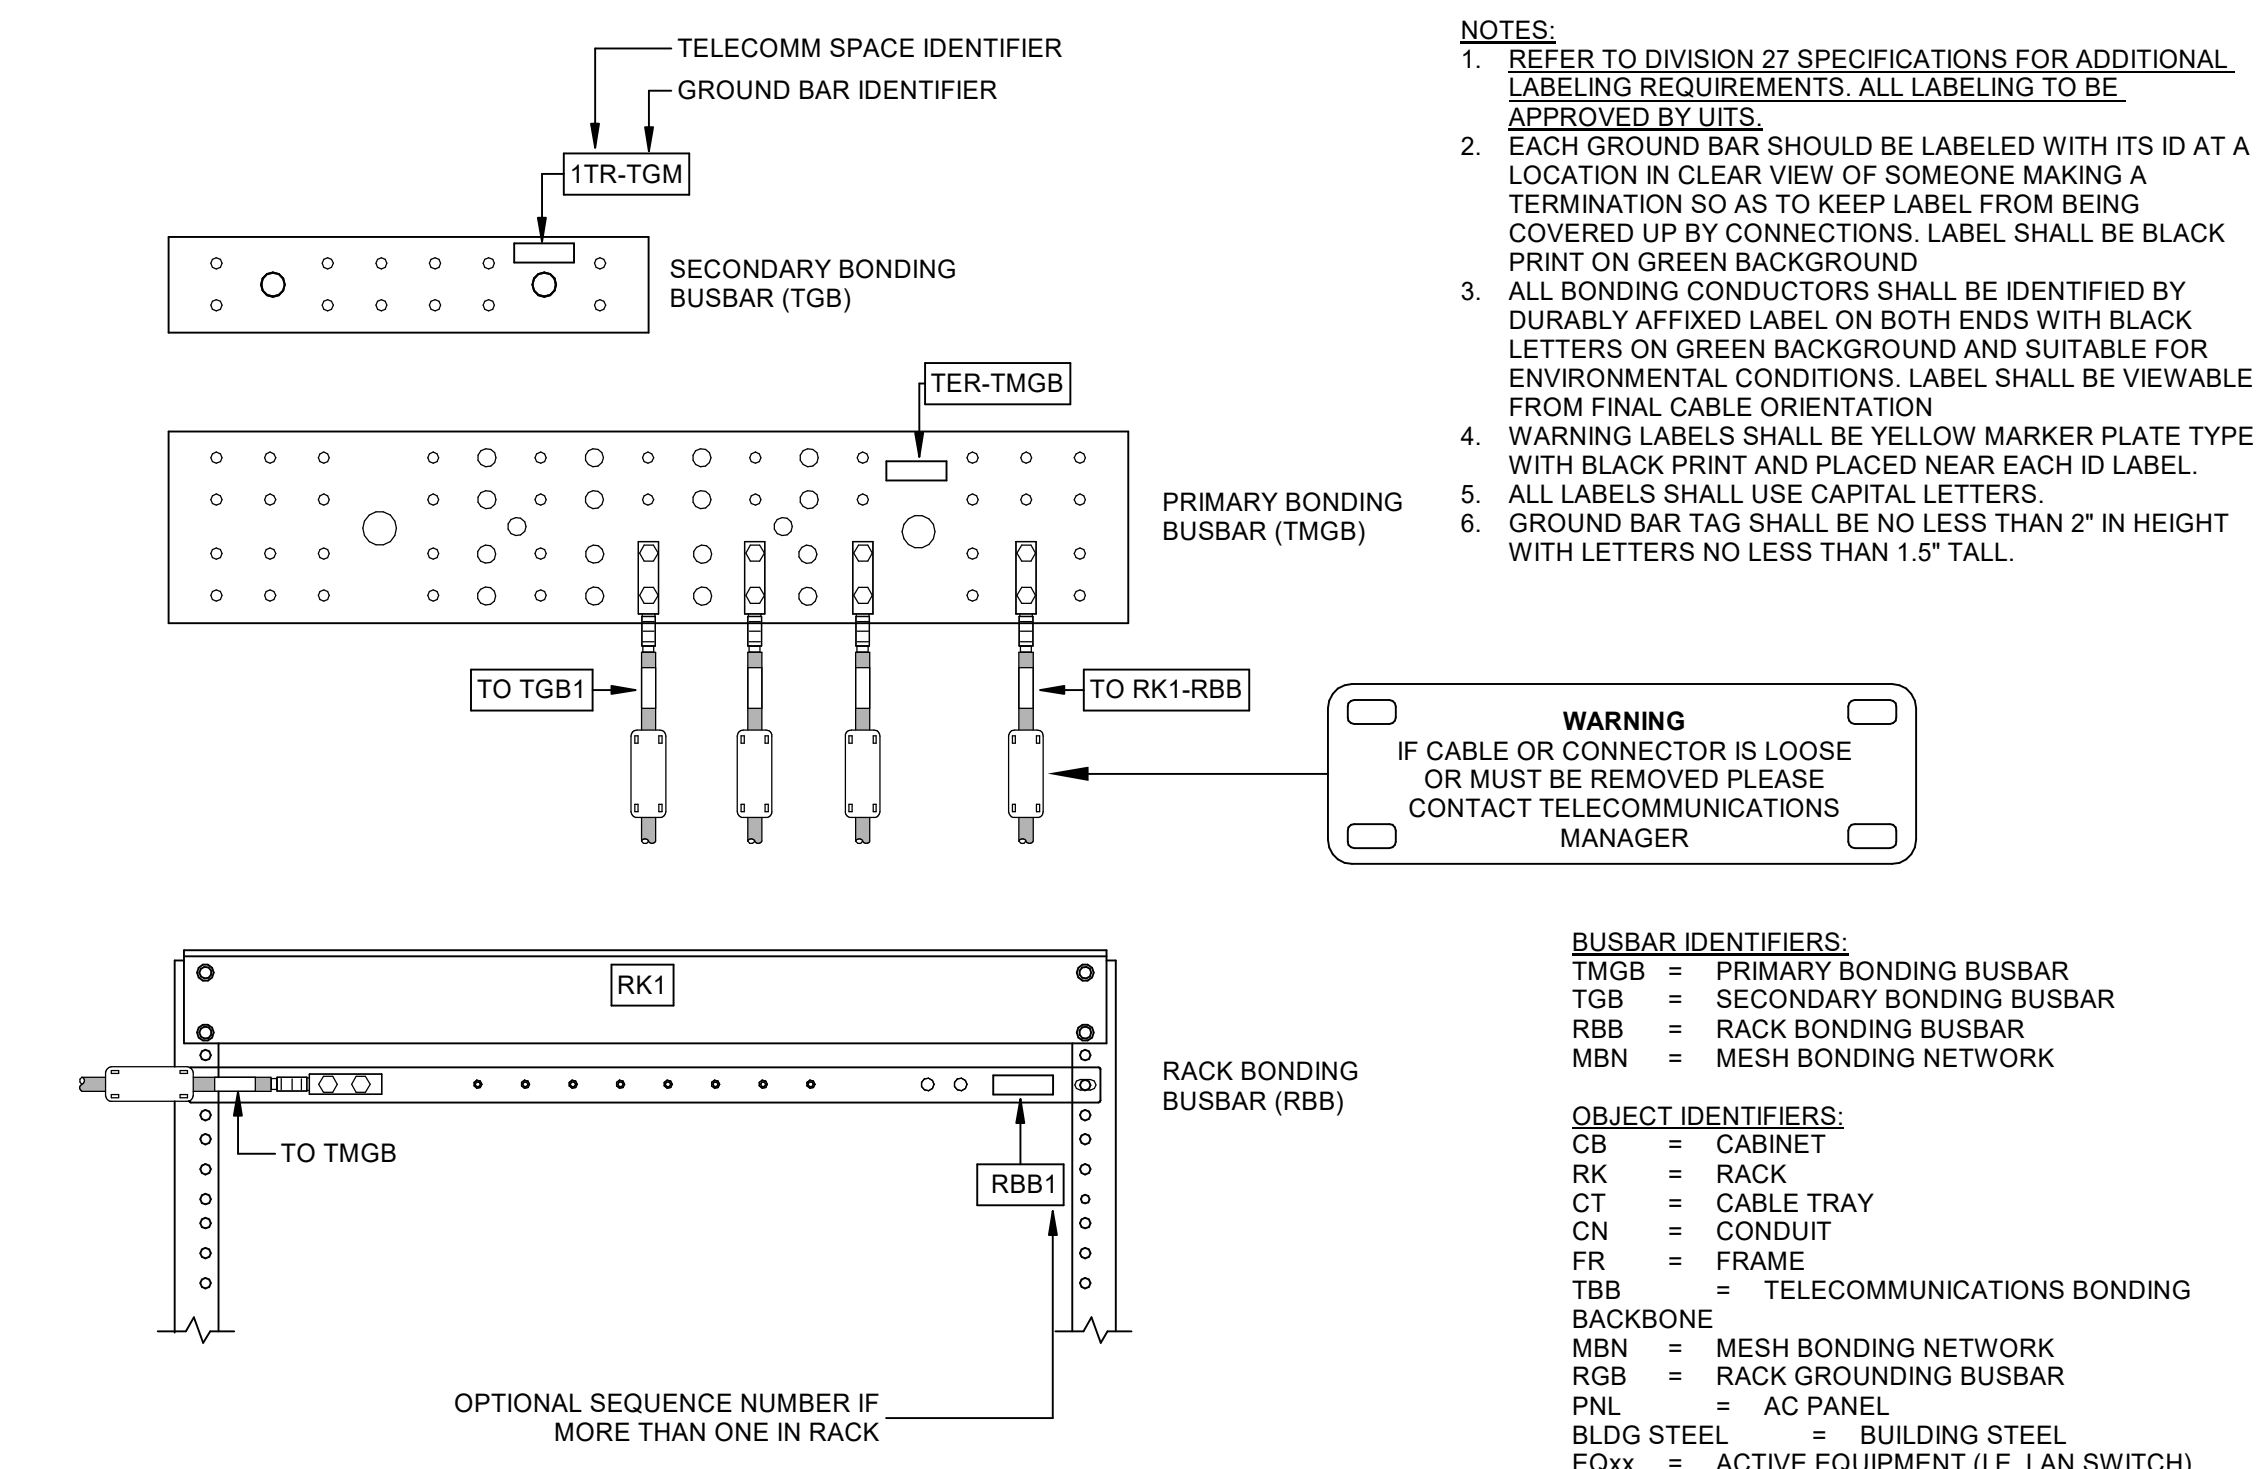 TELECOMM SPACE IDENTIFIER
GROUND BAR IDENTIFIER
1TR-TGM
SECONDARY BONDING
BUSBAR (TGB)
TER-TMGB
PRIMARY BONDING
BUSBAR (TMGB)
TO TGB1
TO RK1-RBB
WARNING
IF CABLE OR CONNECTOR IS LOOSE
OR MUST BE REMOVED PLEASE
CONTACT TELECOMMUNICATIONS
MANAGER
RK1
RACK BONDING
BUSBAR (RBB)
TO TMGB
RBB1
OPTIONAL SEQUENCE NUMBER IF
MORE THAN ONE IN RACK
NOTES:
1. REFER TO DIVISION 27 SPECIFICATIONS FOR ADDITIONAL
LABELING REQUIREMENTS. ALL LABELING TO BE
APPROVED BY UITS.
2. EACH GROUND BAR SHOULD BE LABELED WITH ITS ID AT A
LOCATION IN CLEAR VIEW OF SOMEONE MAKING A
TERMINATION SO AS TO KEEP LABEL FROM BEING
COVERED UP BY CONNECTIONS. LABEL SHALL BE BLACK
PRINT ON GREEN BACKGROUND
3. ALL BONDING CONDUCTORS SHALL BE IDENTIFIED BY
DURABLY AFFIXED LABEL ON BOTH ENDS WITH BLACK
LETTERS ON GREEN BACKGROUND AND SUITABLE FOR
ENVIRONMENTAL CONDITIONS. LABEL SHALL BE VIEWABLE
FROM FINAL CABLE ORIENTATION
4. WARNING LABELS SHALL BE YELLOW MARKER PLATE TYPE
WITH BLACK PRINT AND PLACED NEAR EACH ID LABEL.
5. ALL LABELS SHALL USE CAPITAL LETTERS.
6. GROUND BAR TAG SHALL BE NO LESS THAN 2" IN HEIGHT
WITH LETTERS NO LESS THAN 1.5" TALL.
BUSBAR IDENTIFIERS:
TMGB = PRIMARY BONDING BUSBAR
TGB = SECONDARY BONDING BUSBAR
RBB = RACK BONDING BUSBAR
MBN = MESH BONDING NETWORK
OBJECT IDENTIFIERS:
CB = CABINET
RK = RACK
CT = CABLE TRAY
CN = CONDUIT
FR = FRAME
TBB = TELECOMMUNICATIONS BONDING
BACKBONE
MBN = MESH BONDING NETWORK
RGB = RACK GROUNDING BUSBAR
PNL = AC PANEL
BLDG STEEL = BUILDING STEEL
EQxx = ACTIVE EQUIPMENT (I.E. LAN SWITCH)